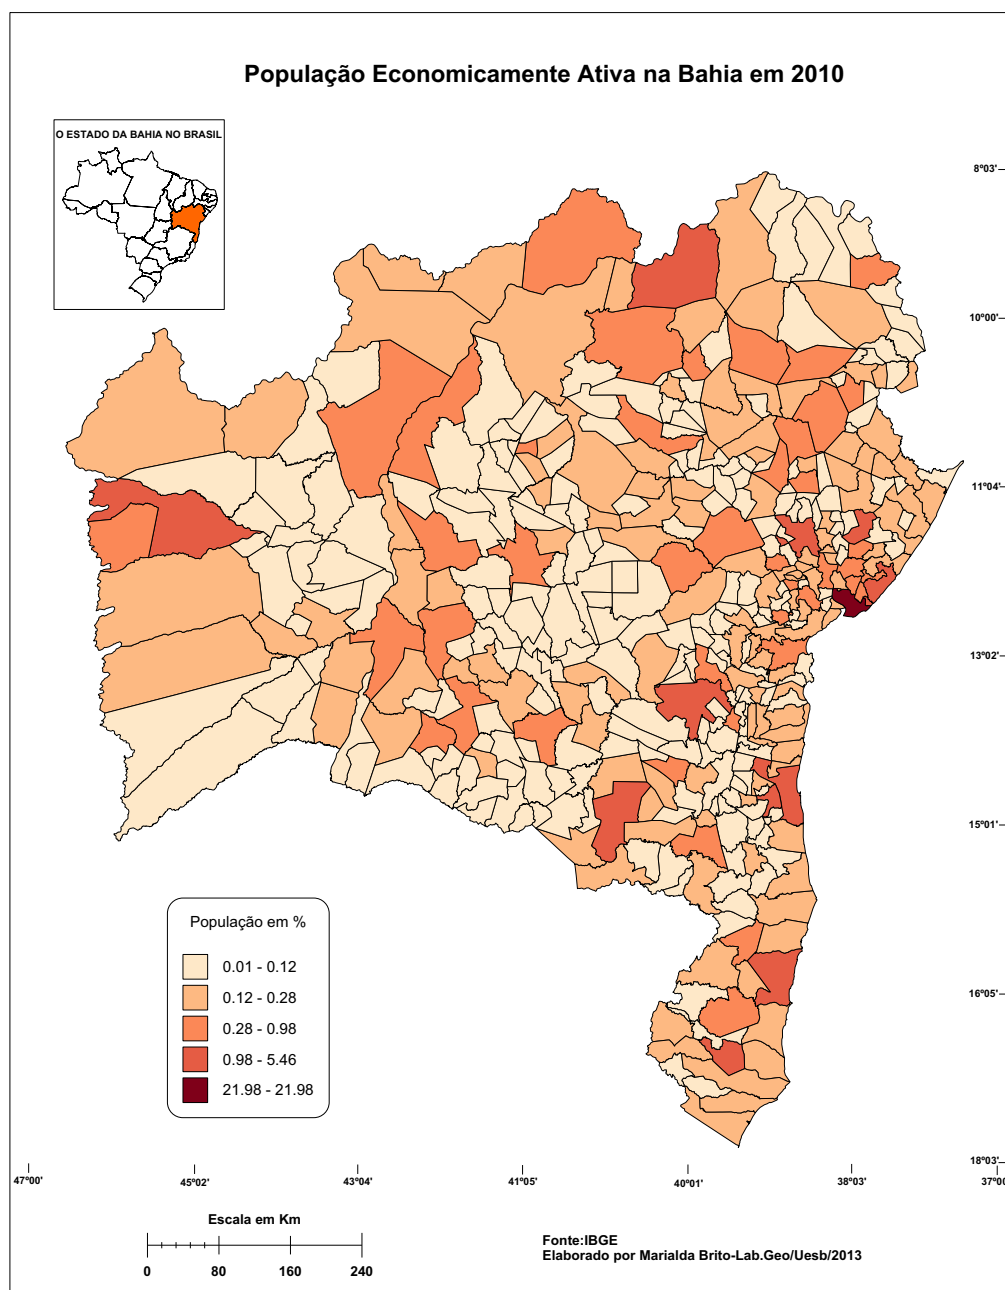 População Economicamente Ativa na Bahia em 2010
O ESTADO DA BAHIA NO BRASIL
8º03'
10º00'
11º04'
13º02'
15º01'
16º05'
18º03'
População em %
0.01 - 0.12
0.12 - 0.28
0.28 - 0.98
0.98 - 5.46
21.98 - 21.98
47º00'
45º02'
43º04'
41º05'
40º01'
38º03'
37º00
Escala em Km
0
80
160
240
Fonte:IBGE
Elaborado por Marialda Brito-Lab.Geo/Uesb/2013